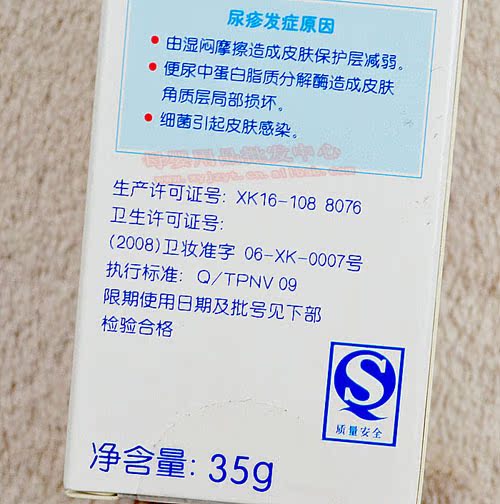 尿疹发症原因
• 由湿闷摩擦造成皮肤保护层减弱。
• 便尿中蛋白脂质分解酶造成皮肤
角质层局部损坏。
• 细菌引起皮肤感染。
生产许可证号: XK16-108 8076
卫生许可证号:
(2008)卫妆准字 06-XK-0007号
执行标准: Q/TPNV 09
限期使用日期及批号见下部
检验合格
QS
质量安全
净含量: 35g